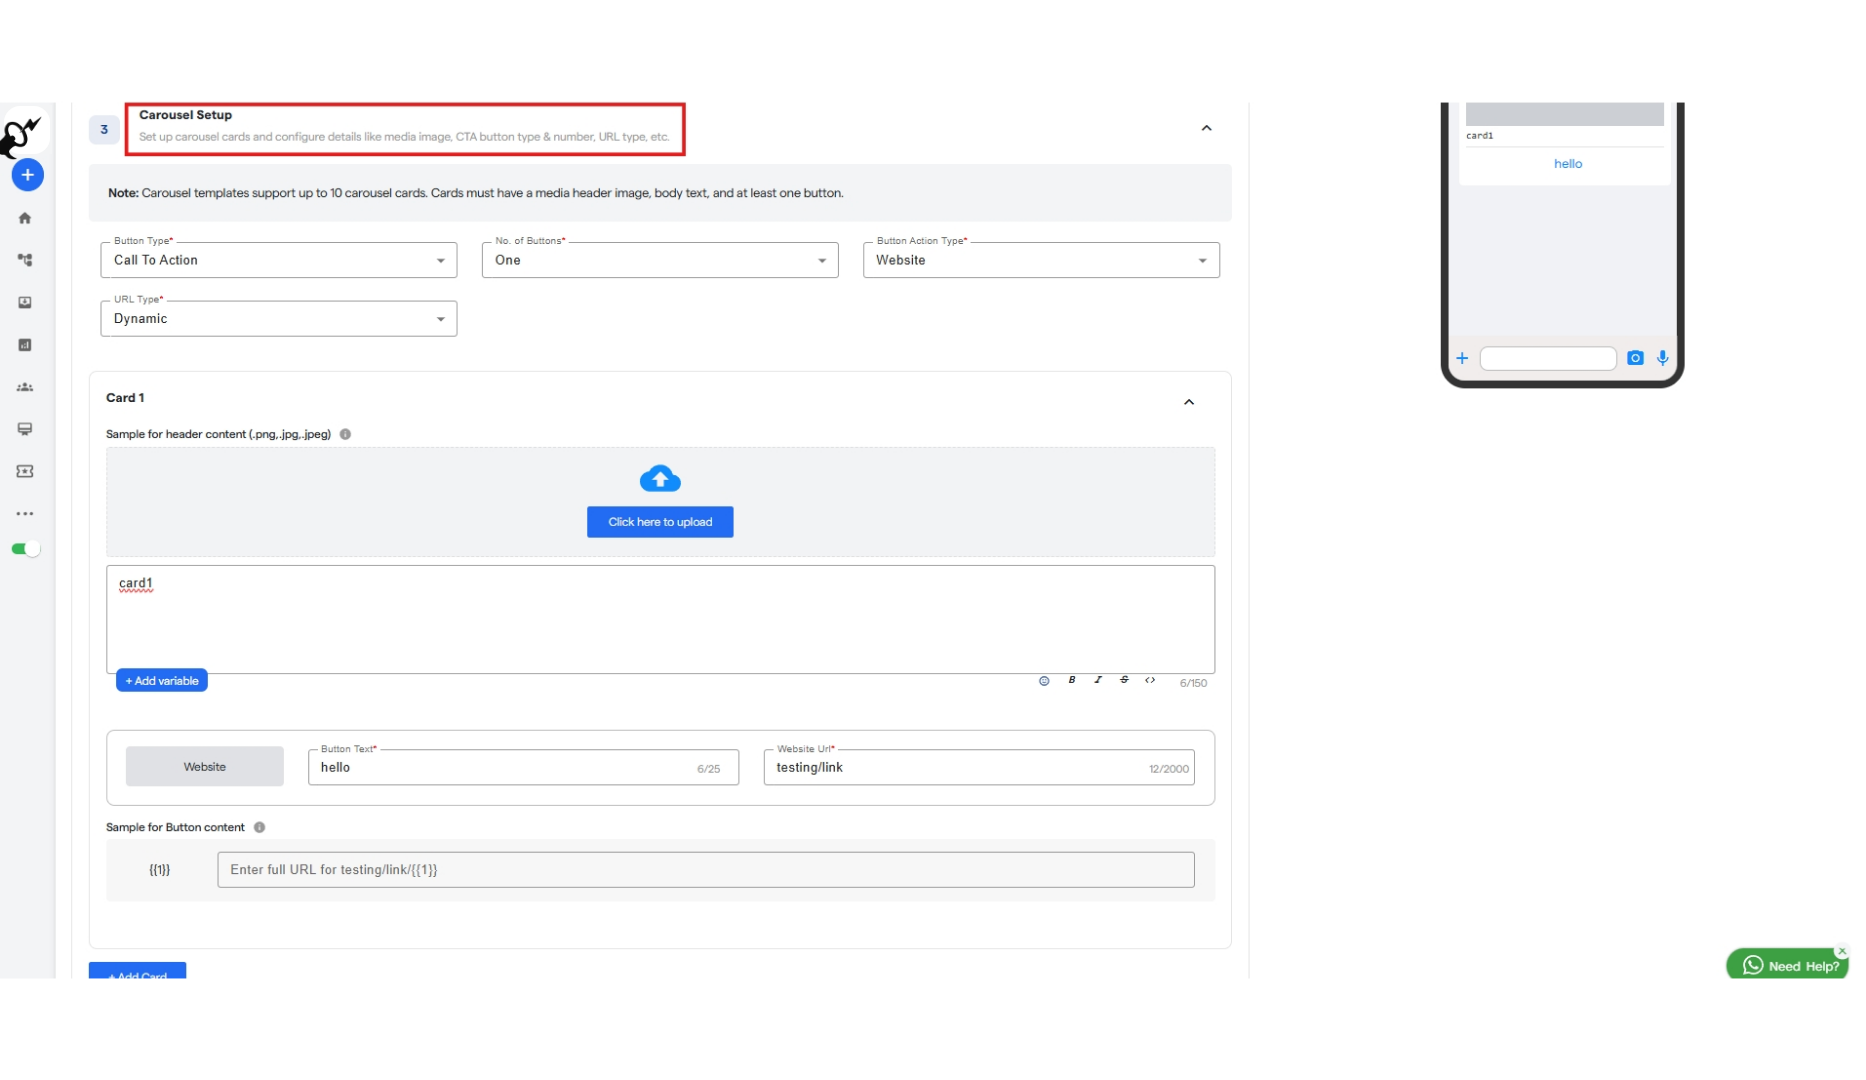 3
Carousel Setup
Set up carousel cards and configure details like media image, CTA button type & number, URL type, etc.
Note: Carousel templates support up to 10 carousel cards. Cards must have a media header image, body text, and at least one button.
Button Type*
Call To Action
No. of Buttons*
One
Button Action Type*
Website
URL Type*
Dynamic
Card 1
Sample for header content (.png,.jpg,.jpeg)
Click here to upload
card1
+ Add variable
B I S <>
6/150
Website
Button Text*
hello
6/25
Website Url*
testing/link
12/2000
Sample for Button content
{{1}}
Enter full URL for testing/link/{{1}}
+ Add Card
card1
hello
Need Help?